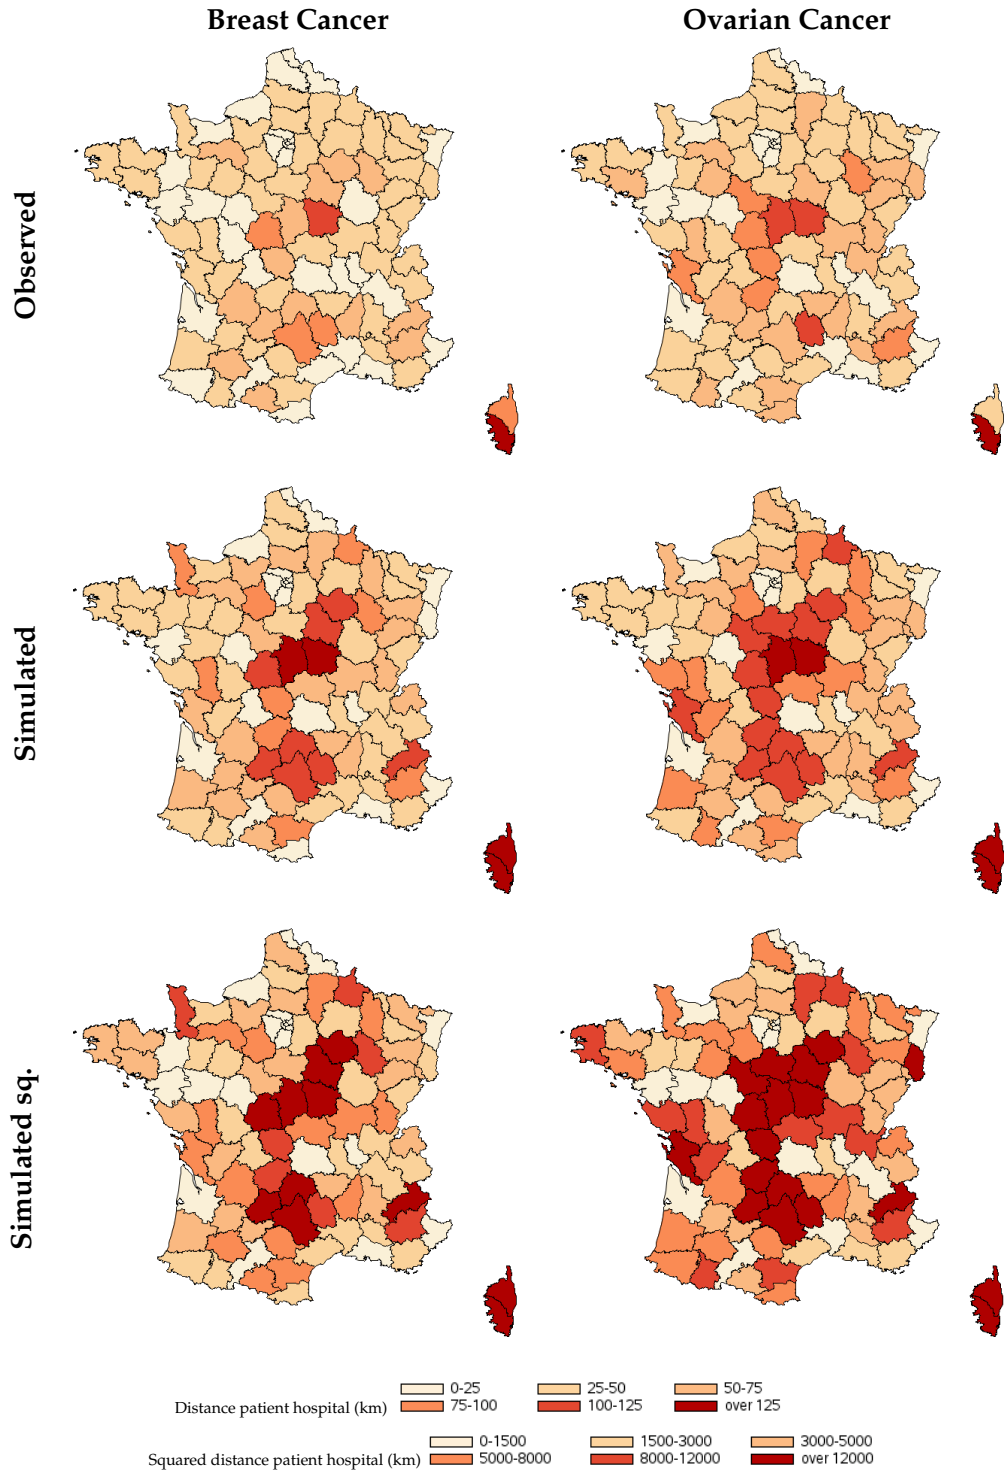 Breast Cancer
Ovarian Cancer
Observed
Simulated
Simulated sq.
Distance patient hospital (km)
0-25
25-50
50-75
75-100
100-125
over 125
Squared distance patient hospital (km)
0-1500
1500-3000
3000-5000
5000-8000
8000-12000
over 12000